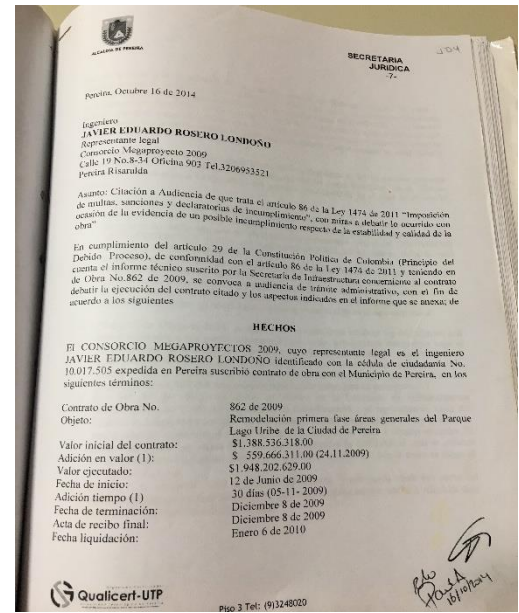 ALCALDÍA DE PEREIRA
SECRETARIA
JURIDICA
-7-
Pereira, Octubre 16 de 2014
Ingeniero
JAVIER EDUARDO ROSERO LONDOÑO
Representante legal
Consorcio Megaproyecto 2009
Calle 19 No.8-34 Oficina 903 Tel.3206953521
Pereira Risaralda
Asunto: Citación a Audiencia de que trata el artículo 86 de la Ley 1474 de 2011 “Imposición
de multas, sanciones y declaratorias de incumplimiento”, con miras a debatir lo ocurrido con
ocasión de la evidencia de un posible incumplimiento respecto de la estabilidad y calidad de la
obra”
En cumplimiento del artículo 29 de la Constitución Política de Colombia (Principio del
Debido Proceso), de conformidad con el artículo 86 de la Ley 1474 de 2011 y teniendo en
cuenta el informe técnico suscrito por la Secretaría de Infraestructura concerniente al contrato
de Obra No.862 de 2009, se convoca a audiencia de trámite administrativo, con el fin de
debatir la ejecución del contrato citado y los aspectos indicados en el informe que se anexa; de
acuerdo a los siguientes
HECHOS
El CONSORCIO MEGAPROYECTOS 2009, cuyo representante legal es el ingeniero
JAVIER EDUARDO ROSERO LONDOÑO identificado con la cédula de ciudadanía No.
10.017.505 expedida en Pereira suscribió contrato de obra con el Municipio de Pereira, en los
siguientes términos:
Contrato de Obra No. 862 de 2009
Objeto: Remodelación primera fase áreas generales del Parque
Lago Uribe de la Ciudad de Pereira
Valor inicial del contrato: $1.388.536.318.00
Adición en valor (1): $ 559.666.311.00 (24.11.2009)
Valor ejecutado: $1.948.202.629.00
Fecha de inicio: 12 de Junio de 2009
Adición tiempo (1) 30 días (05-11- 2009)
Fecha de terminación: Diciembre 8 de 2009
Acta de recibo final: Diciembre 8 de 2009
Fecha liquidación: Enero 6 de 2010
16/10/2014
Qualicert-UTP
Piso 3 Tel: (9)3248020